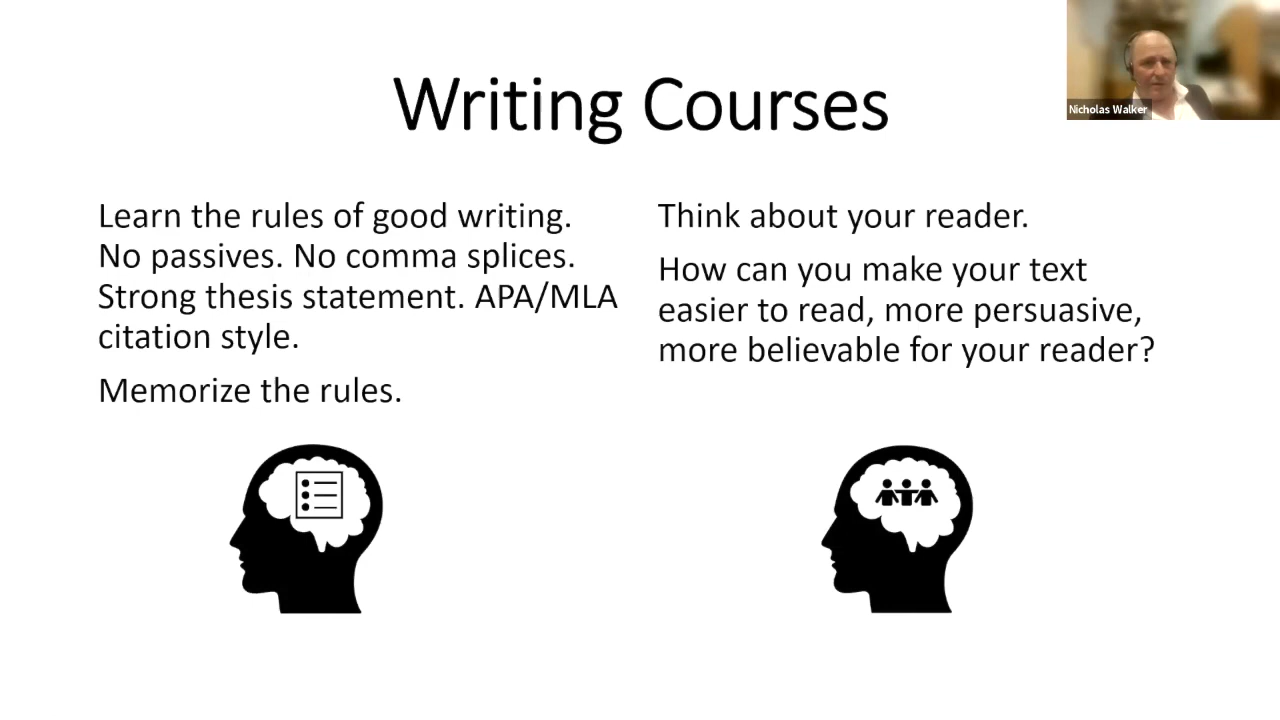 Writing Courses
Nicholas Walker
Learn the rules of good writing.
No passives. No comma splices.
Strong thesis statement. APA/MLA
citation style.
Memorize the rules.
Think about your reader.
How can you make your text
easier to read, more persuasive,
more believable for your reader?